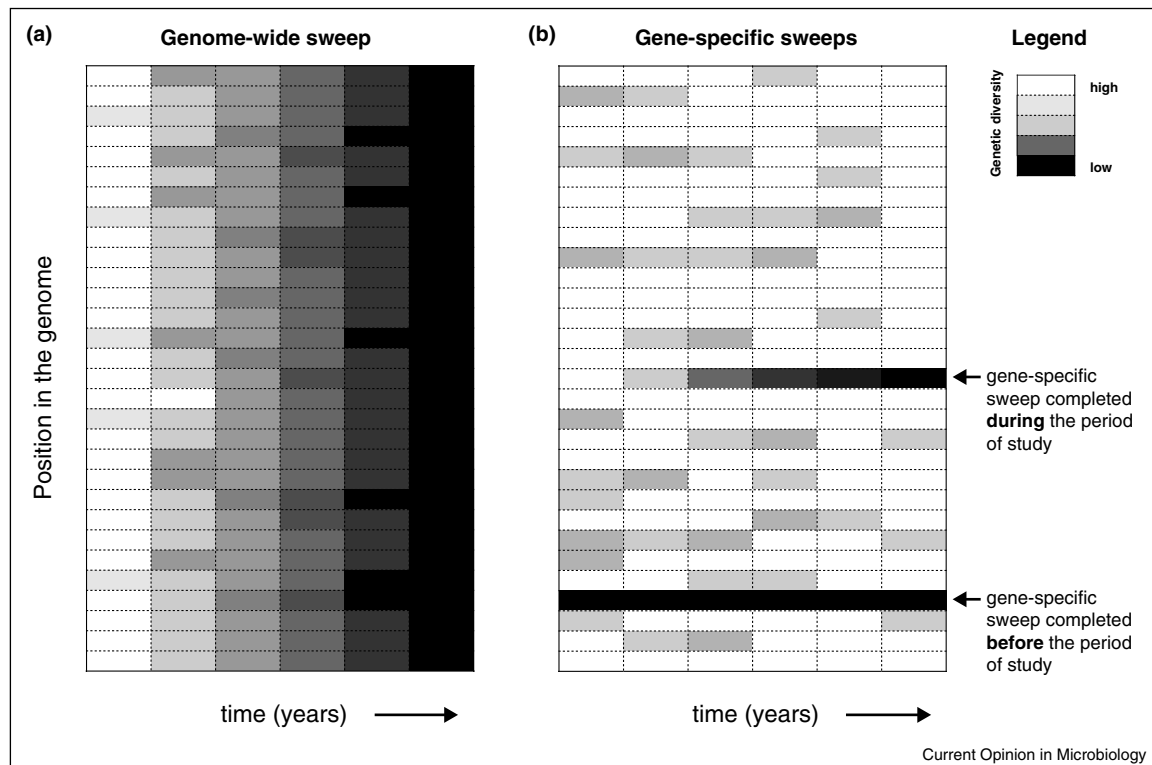 (a)
Genome-wide sweep
(b)
Gene-specific sweeps
Legend
Genetic diversity
high
low
Position in the genome
gene-specific
sweep completed
during the period
of study
gene-specific
sweep completed
before the period
of study
time (years)
time (years)
Current Opinion in Microbiology